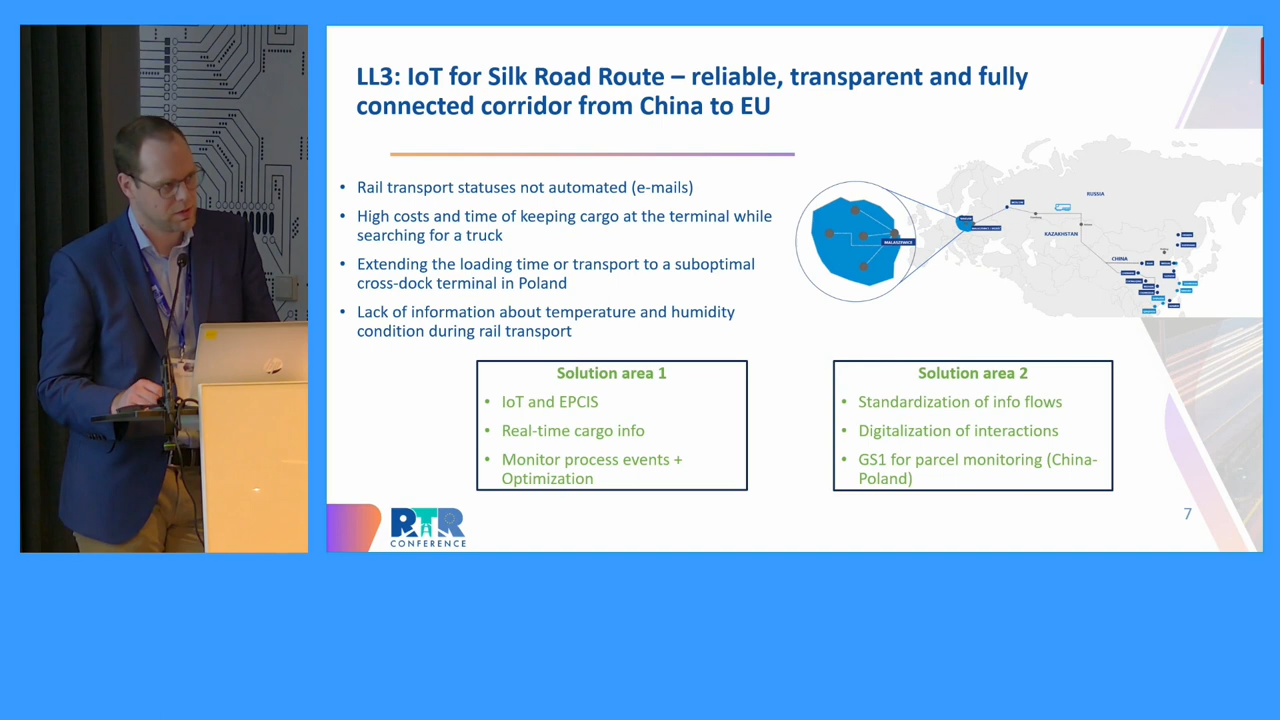 LL3: IoT for Silk Road Route – reliable, transparent and fully
connected corridor from China to EU
• Rail transport statuses not automated (e-mails)
• High costs and time of keeping cargo at the terminal while
searching for a truck
• Extending the loading time or transport to a suboptimal
cross-dock terminal in Poland
• Lack of information about temperature and humidity
condition during rail transport
MALASZEWICZE
RUSSIA
KAZAKHSTAN
CHINA
Solution area 1
• IoT and EPCIS
• Real-time cargo info
• Monitor process events +
Optimization
Solution area 2
• Standardization of info flows
• Digitalization of interactions
• GS1 for parcel monitoring (China-
Poland)
RTR
CONFERENCE
7